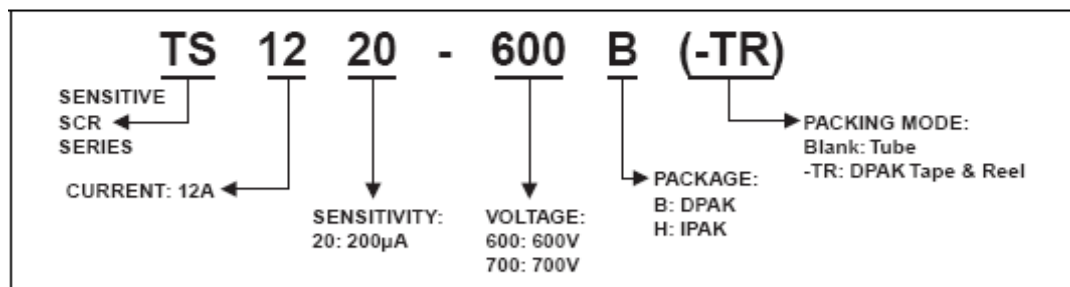 TS 12 20 - 600 B (-TR)
SENSITIVE
SCR
SERIES
CURRENT: 12A
SENSITIVITY:
20: 200µA
VOLTAGE:
600: 600V
700: 700V
PACKAGE:
B: DPAK
H: IPAK
PACKING MODE:
Blank: Tube
-TR: DPAK Tape & Reel